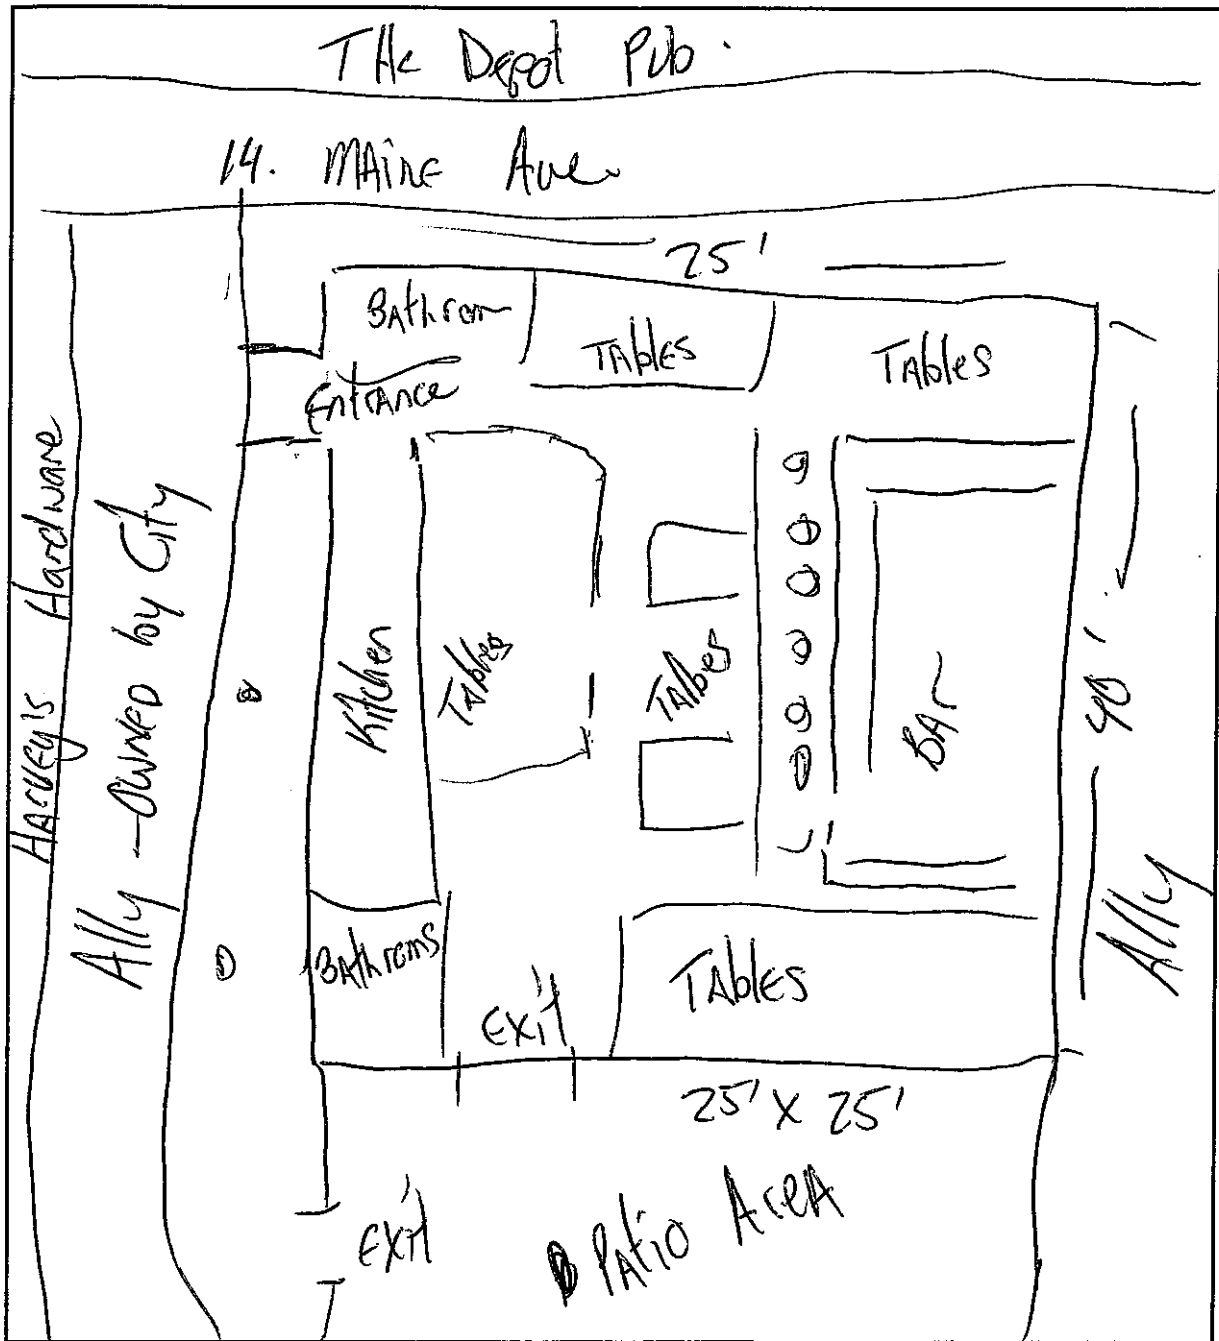 THe Depot Pub.
14. MAinE Ave.
25'
BAthrom
TAblEs
TAblEs
EntrAnce
Harvey's Hardware
Ally - Owned by City
Kitchen
TAbles
TAbles
BAr
40'
Ally
BAthroms
Exit
TAblEs
25' x 25'
Exit
PAtio AreA